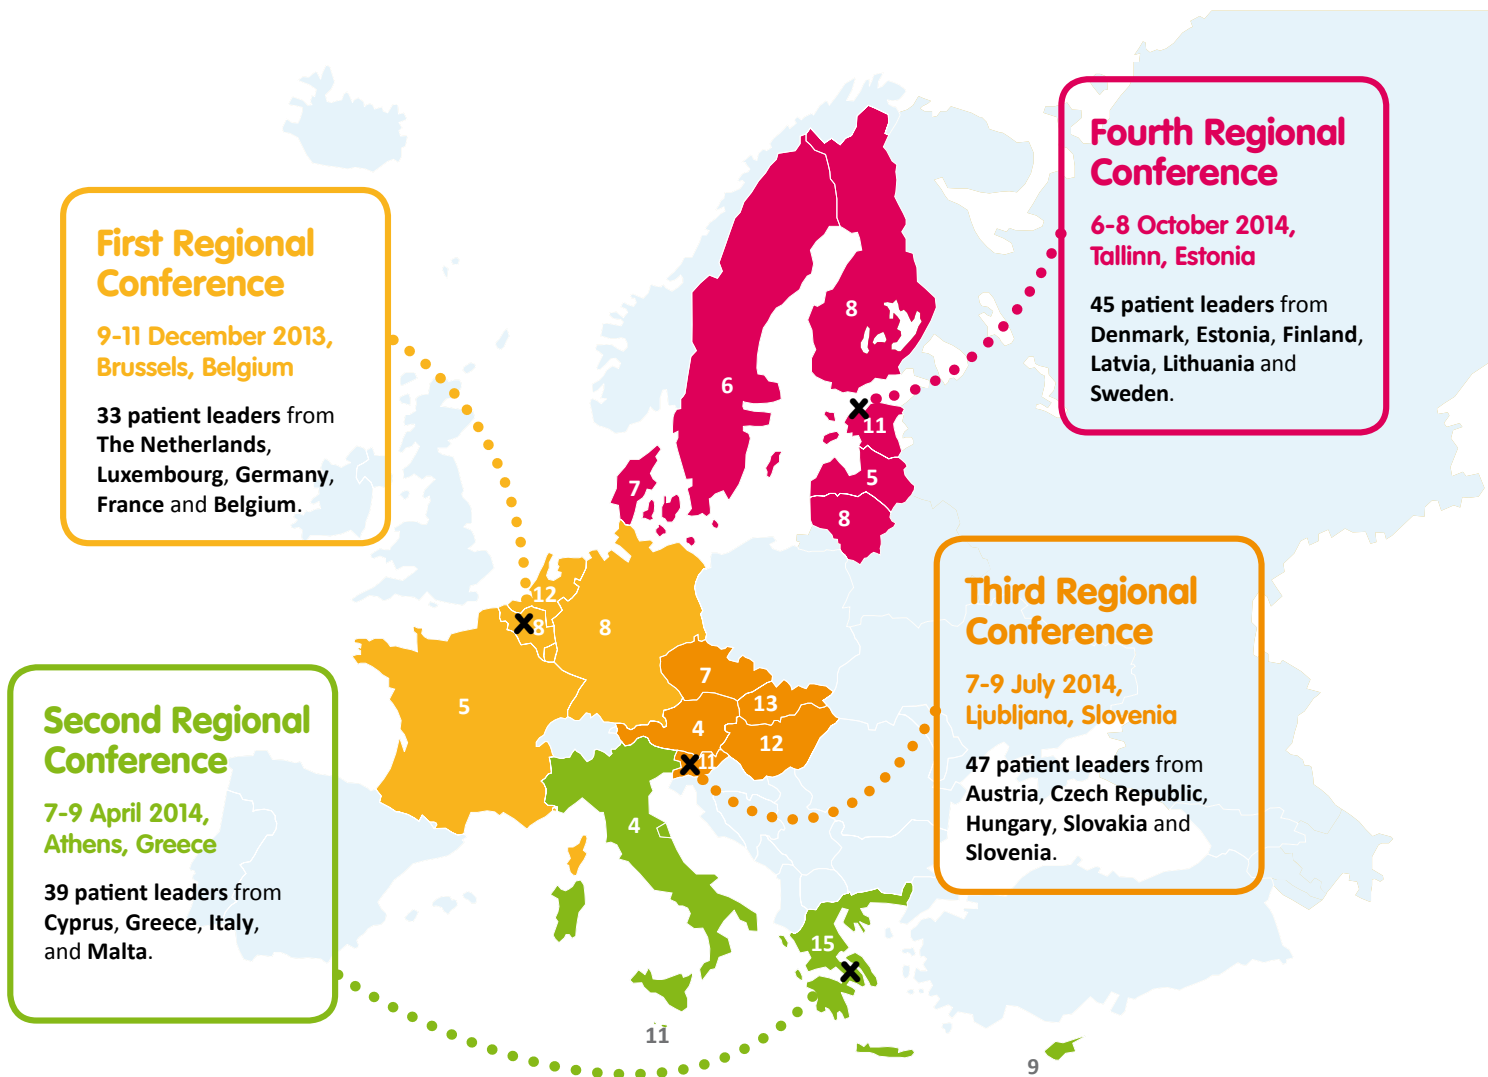 First Regional
Conference
9-11 December 2013,
Brussels, Belgium
33 patient leaders from
The Netherlands,
Luxembourg, Germany,
France and Belgium.
Second Regional
Conference
7-9 April 2014,
Athens, Greece
39 patient leaders from
Cyprus, Greece, Italy,
and Malta.
Fourth Regional
Conference
6-8 October 2014,
Tallinn, Estonia
45 patient leaders from
Denmark, Estonia, Finland,
Latvia, Lithuania and
Sweden.
Third Regional
Conference
7-9 July 2014,
Ljubljana, Slovenia
47 patient leaders from
Austria, Czech Republic,
Hungary, Slovakia and
Slovenia.
8
6
11
5
7
8
12
8
8
7
13
5
4
12
11
4
15
11
9